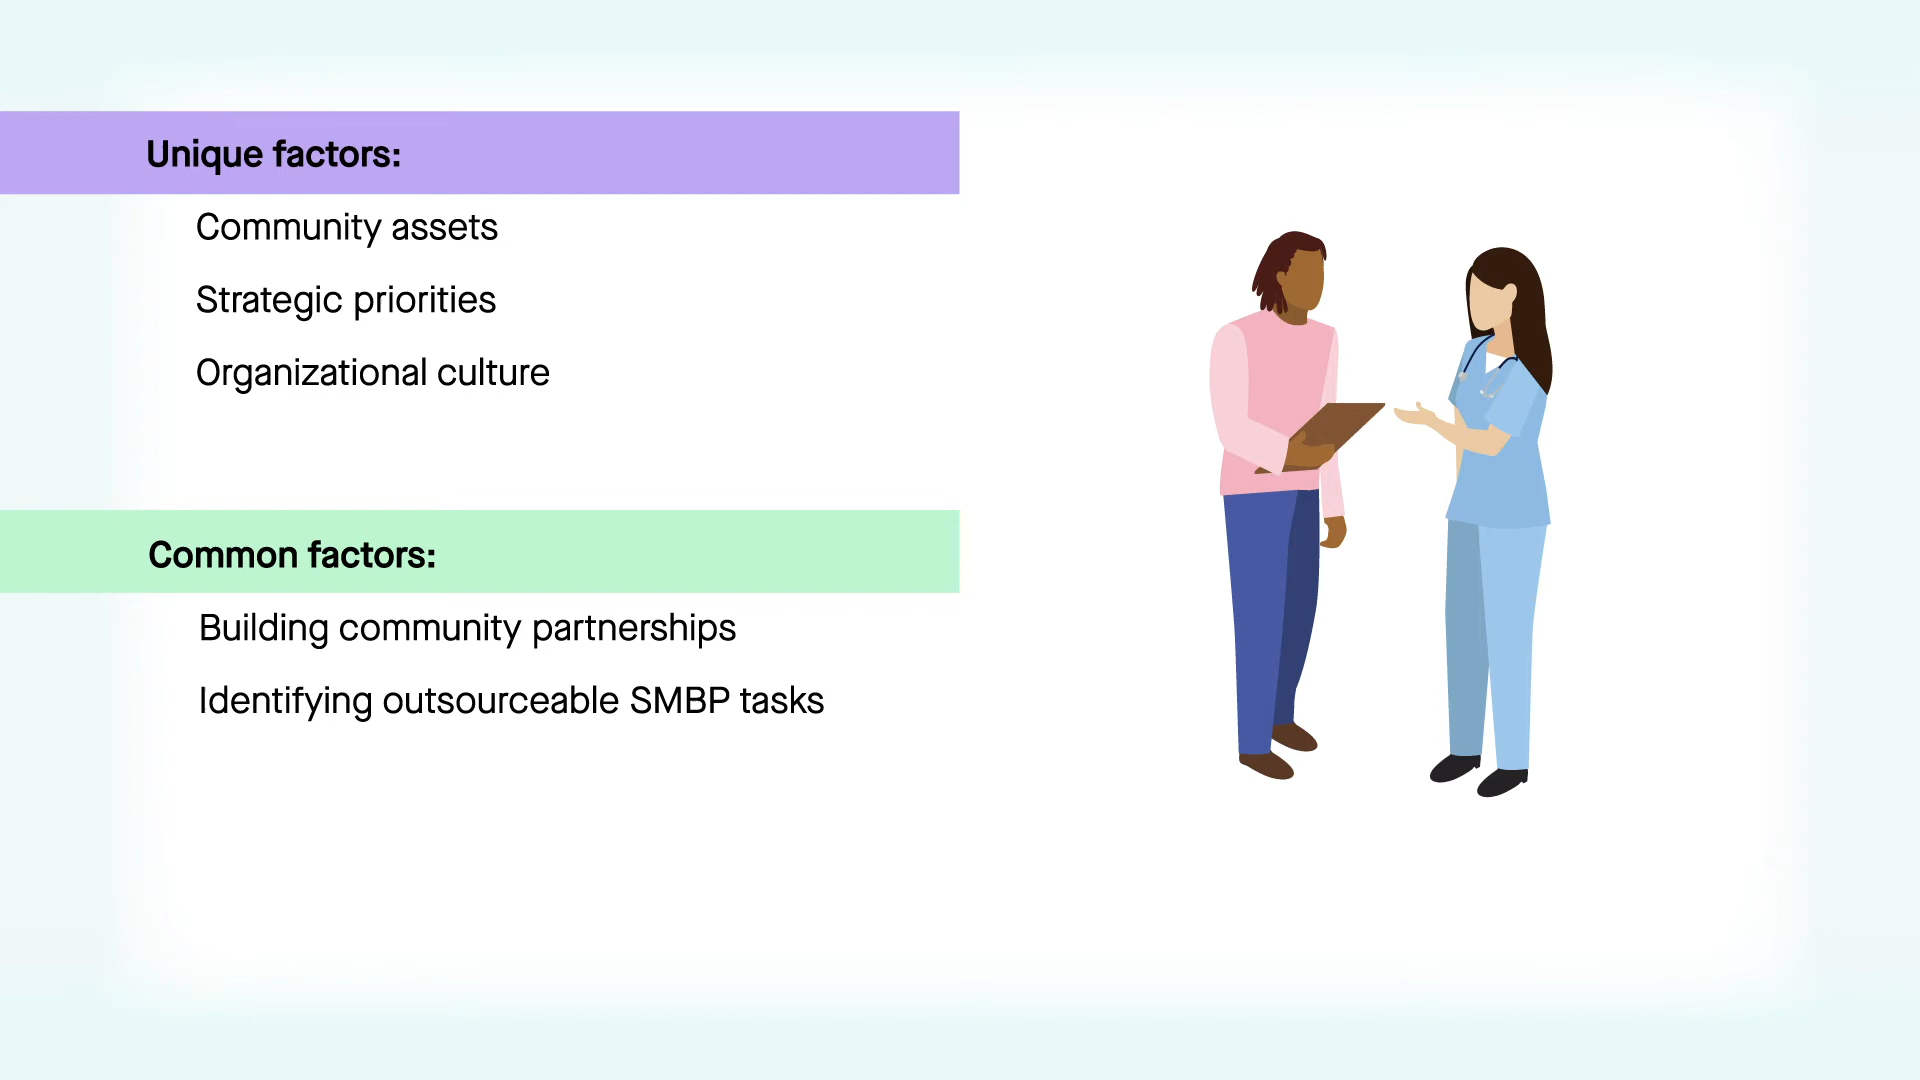 Unique factors:
Community assets
Strategic priorities
Organizational culture
Common factors:
Building community partnerships
Identifying outsourceable SMBP tasks